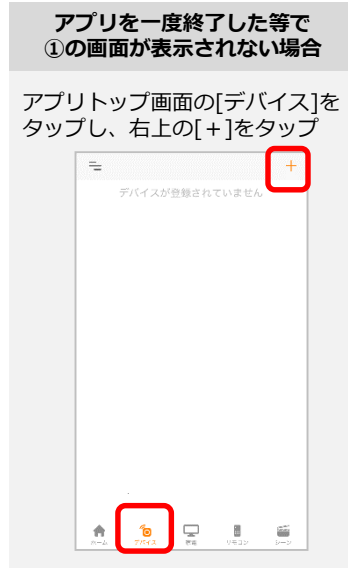 アプリを一度終了した等で
①の画面が表示されない場合
アプリトップ画面の[デバイス]を
タップし、右上の[+]をタップ
デバイスが登録されていません
ホーム デバイス 家電 リモコン シーン